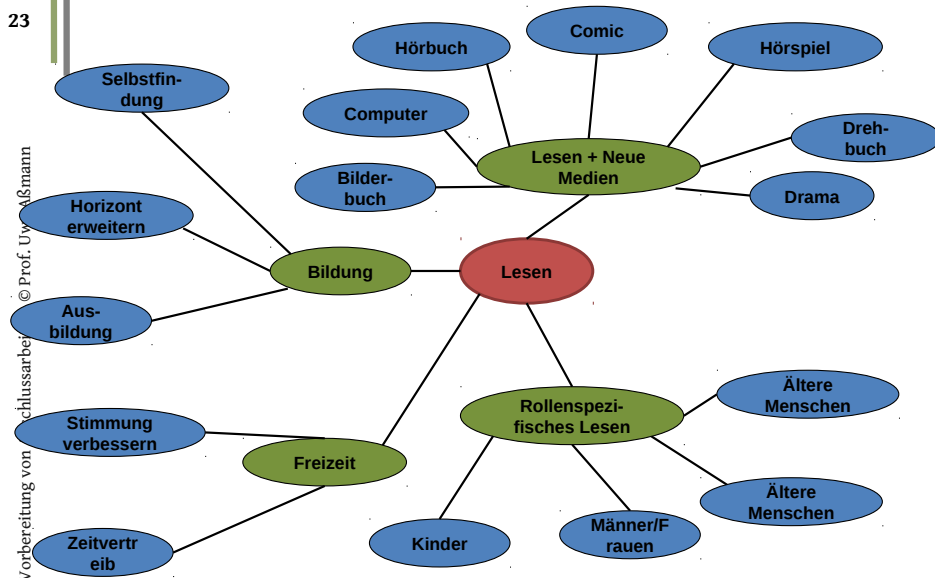 23
Comic
Hörbuch
Hörspiel
Selbstfin-
dung
Computer
Dreh-
buch
Lesen + Neue
Medien
Bilder-
buch
Drama
Horizont
erweitern
Bildung
Lesen
Aus-
bildung
Ältere
Menschen
Rollenspezi-
fisches Lesen
Stimmung
verbessern
Freizeit
Ältere
Menschen
Männer/F
rauen
Kinder
Zeitvertr
eib
Vorbereitung von
© Prof. Uwe Aßmann